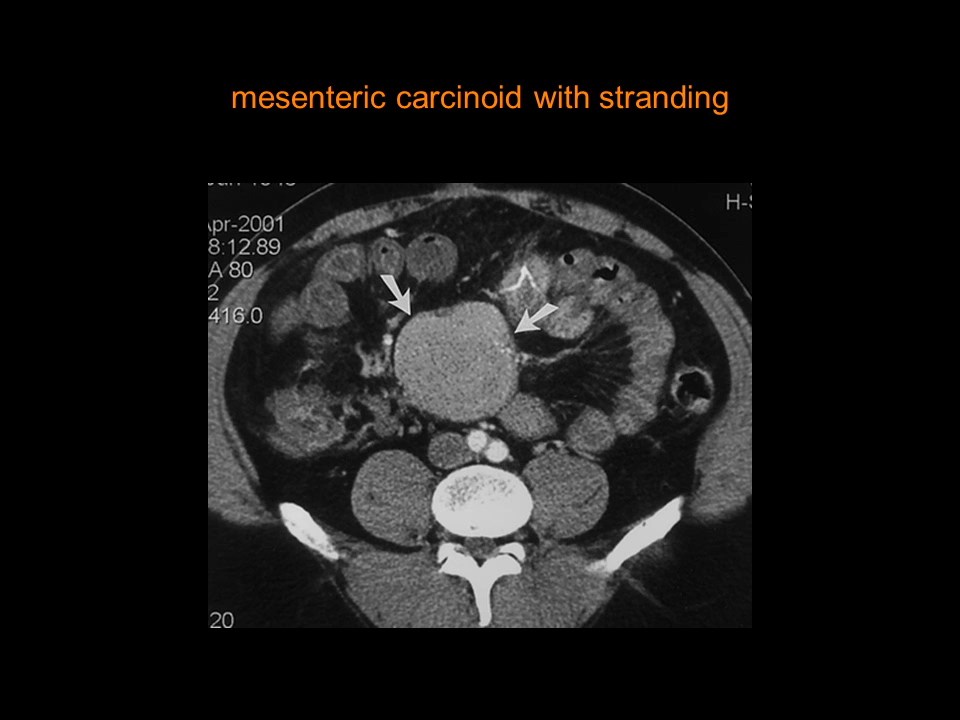 mesenteric carcinoid with stranding
H-S
Apr-2001
8:12.89
A 80
2
416.0
20